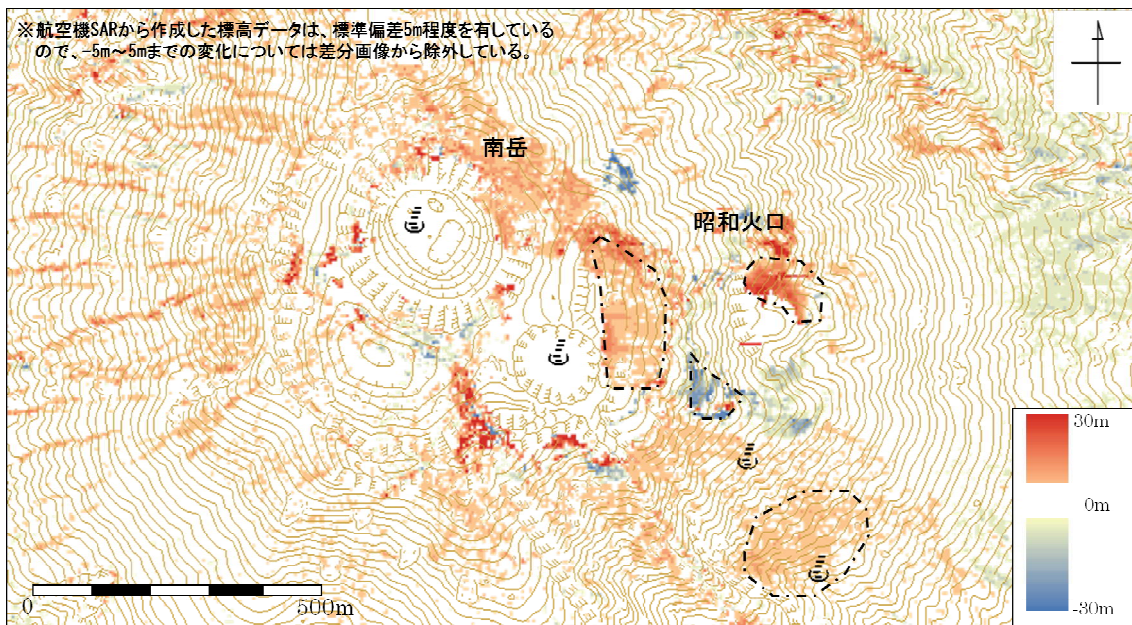 ※航空機SARから作成した標高データは、標準偏差5m程度を有している
ので、-5m～5mまでの変化については差分画像から除外している。
南岳
昭和火口
30m
0m
-30m
0
500m